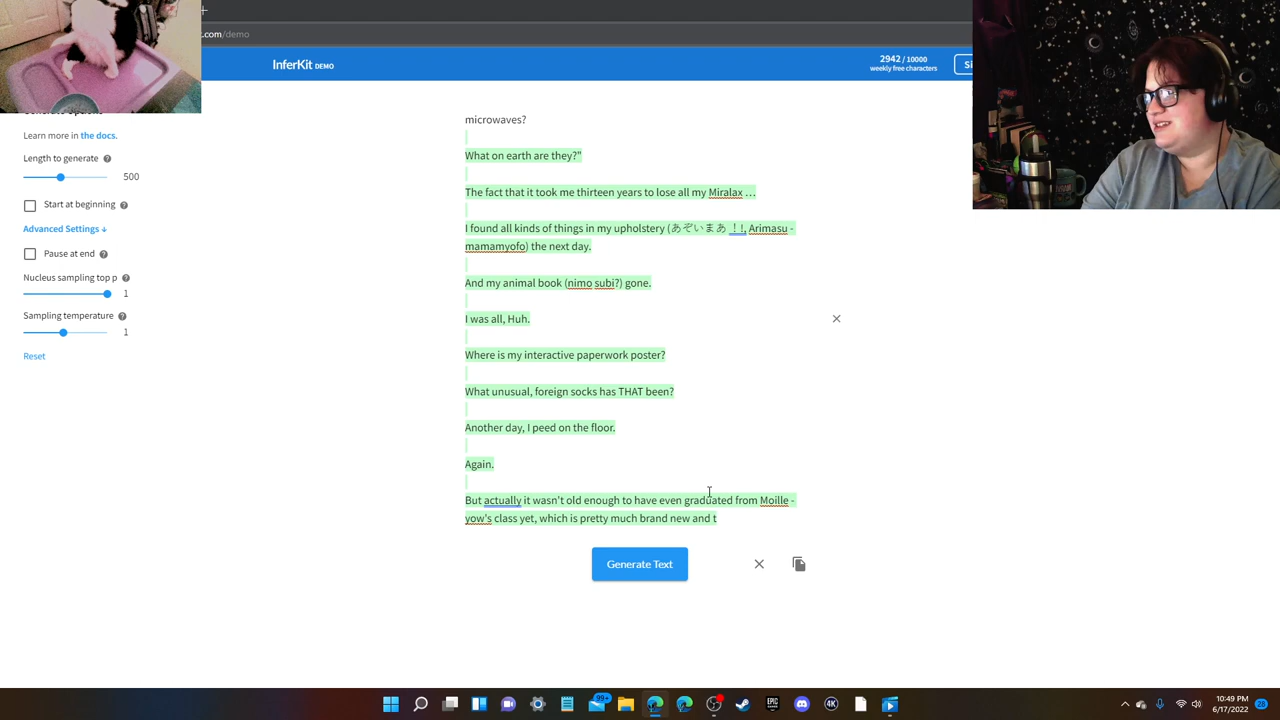 t.com/demo
InferKit DEMO
2942 / 10000
weekly free characters
Si
Learn more in the docs.
Length to generate
500
Start at beginning
Advanced Settings ↓
Pause at end
Nucleus sampling top p
1
Sampling temperature
1
Reset
microwaves?
What on earth are they?"
The fact that it took me thirteen years to lose all my Miralax …
I found all kinds of things in my upholstery (あぞいまあ ！!, Arimasu -
mamamyofo) the next day.
And my animal book (nimo subi?) gone.
I was all, Huh.
Where is my interactive paperwork poster?
What unusual, foreign socks has THAT been?
Another day, I peed on the floor.
Again.
But actually it wasn't old enough to have even graduated from Moille -
yow's class yet, which is pretty much brand new and t
Generate Text
99+
EPIC
GAMES
4K
10:49 PM
6/17/2022
28